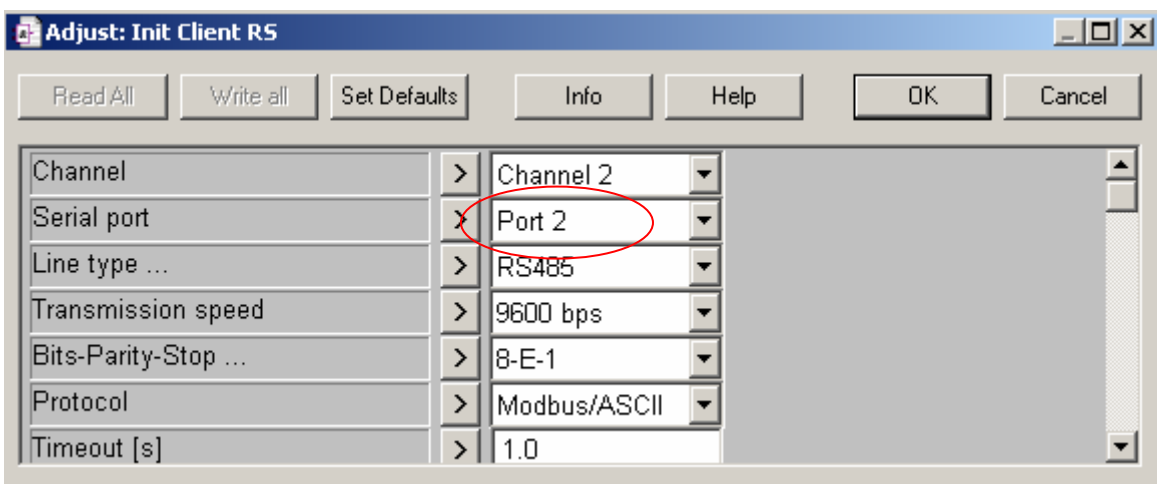 Adjust: Init Client RS
Read All Write all Set Defaults Info Help OK Cancel
Channel > Channel 2
Serial port > Port 2
Line type ... > RS485
Transmission speed > 9600 bps
Bits-Parity-Stop ... > 8-E-1
Protocol > Modbus/ASCII
Timeout [s] > 1.0